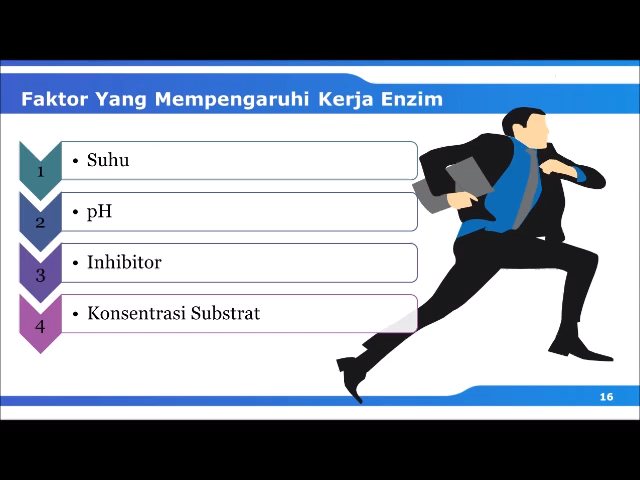 Faktor Yang Mempengaruhi Kerja Enzim
1 • Suhu
2 • pH
3 • Inhibitor
4 • Konsentrasi Substrat
16